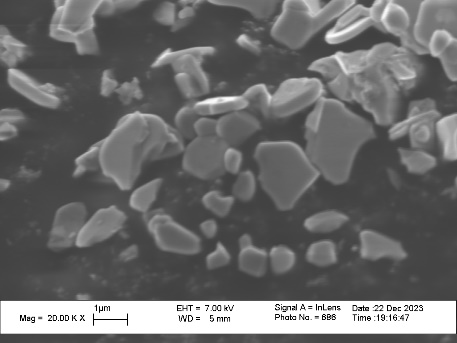 Mag = 20.00 K X
1µm
EHT = 7.00 kV
WD = 5 mm
Signal A = InLens
Photo No. = 686
Date :22 Dec 2023
Time :19:16:47